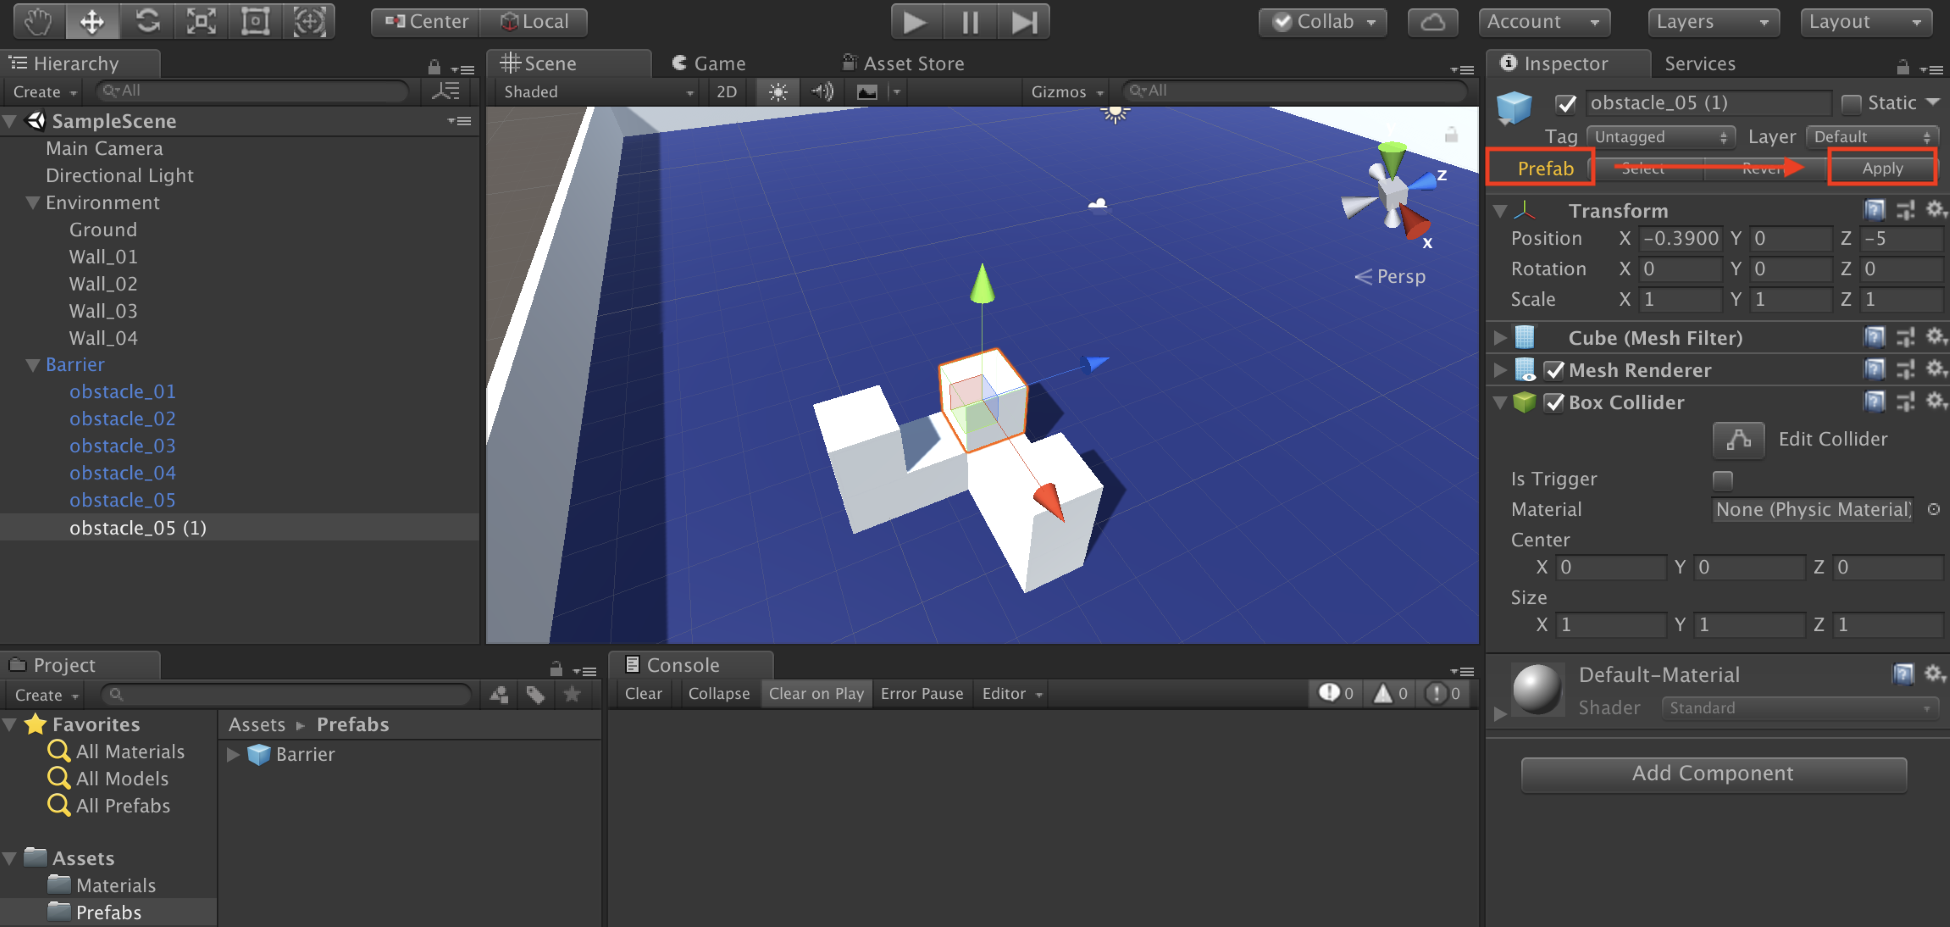 Center Local Collab Account Layers Layout
Hierarchy
Create All
SampleScene
Main Camera
Directional Light
Environment
Ground
Wall_01
Wall_02
Wall_03
Wall_04
Barrier
obstacle_01
obstacle_02
obstacle_03
obstacle_04
obstacle_05
obstacle_05 (1)
Scene Game Asset Store
Shaded 2D Gizmos All
z
x
Persp
Inspector Services
obstacle_05 (1) Static
Tag Untagged Layer Default
Prefab Select Revert Apply
Transform
Position X -0.3900 Y 0 Z -5
Rotation X 0 Y 0 Z 0
Scale X 1 Y 1 Z 1
Cube (Mesh Filter)
Mesh Renderer
Box Collider
Edit Collider
Is Trigger
Material None (Physic Material)
Center
X 0 Y 0 Z 0
Size
X 1 Y 1 Z 1
Default-Material
Shader Standard
Add Component
Project
Create
Favorites
All Materials
All Models
All Prefabs
Assets
Materials
Prefabs
Assets Prefabs
Barrier
Console
Clear Collapse Clear on Play Error Pause Editor 0 0 0